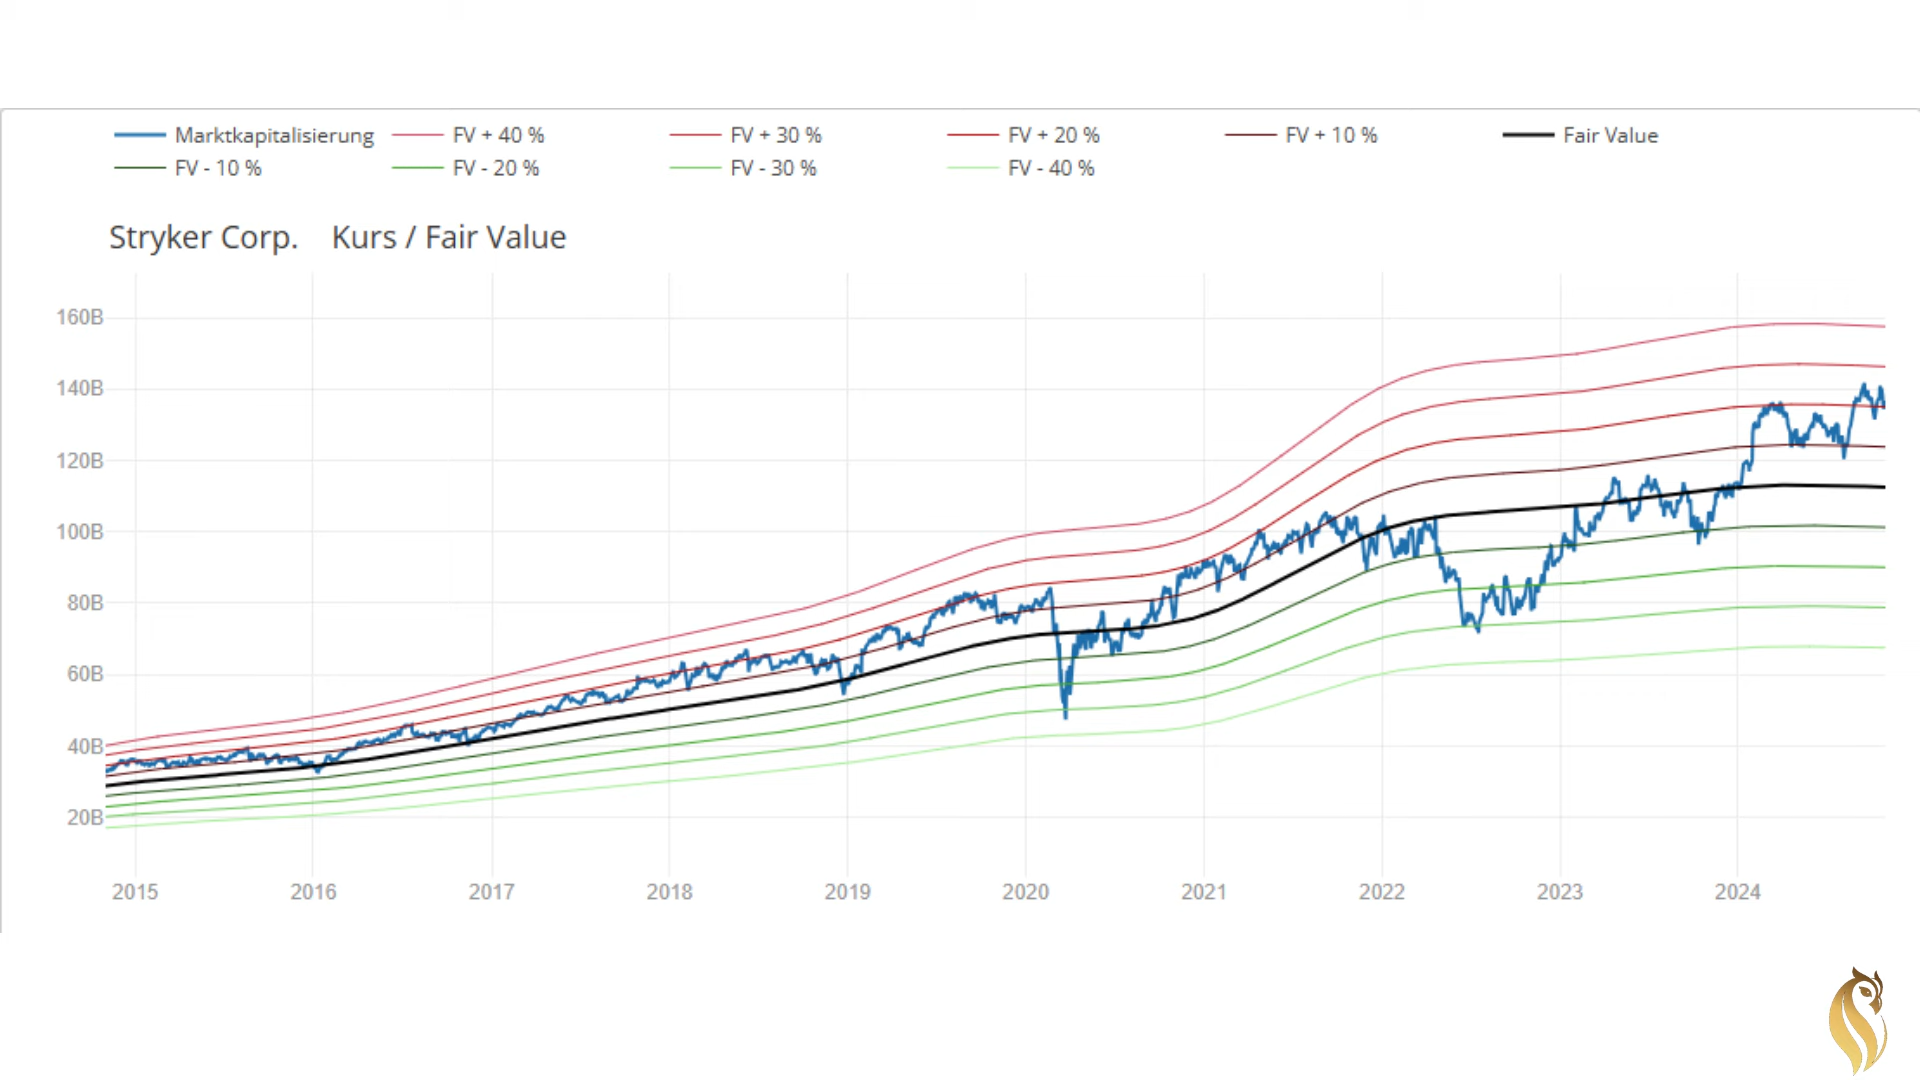 Marktkapitalisierung FV + 40 % FV + 30 % FV + 20 % FV + 10 % Fair Value
FV - 10 % FV - 20 % FV - 30 % FV - 40 %
Stryker Corp. Kurs / Fair Value
160B
140B
120B
100B
80B
60B
40B
20B
2015 2016 2017 2018 2019 2020 2021 2022 2023 2024